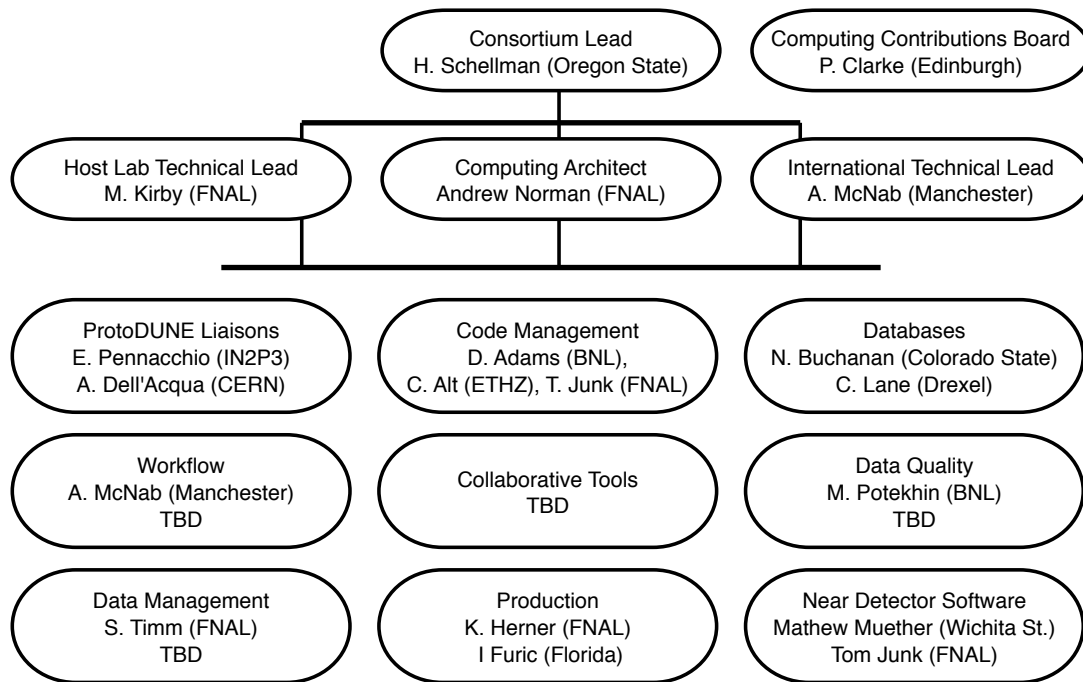 Consortium Lead
H. Schellman (Oregon State)
Computing Contributions Board
P. Clarke (Edinburgh)
Host Lab Technical Lead
M. Kirby (FNAL)
Computing Architect
Andrew Norman (FNAL)
International Technical Lead
A. McNab (Manchester)
ProtoDUNE Liaisons
E. Pennacchio (IN2P3)
A. Dell'Acqua (CERN)
Code Management
D. Adams (BNL),
C. Alt (ETHZ), T. Junk (FNAL)
Databases
N. Buchanan (Colorado State)
C. Lane (Drexel)
Workflow
A. McNab (Manchester)
TBD
Collaborative Tools
TBD
Data Quality
M. Potekhin (BNL)
TBD
Data Management
S. Timm (FNAL)
TBD
Production
K. Herner (FNAL)
I Furic (Florida)
Near Detector Software
Mathew Muether (Wichita St.)
Tom Junk (FNAL)